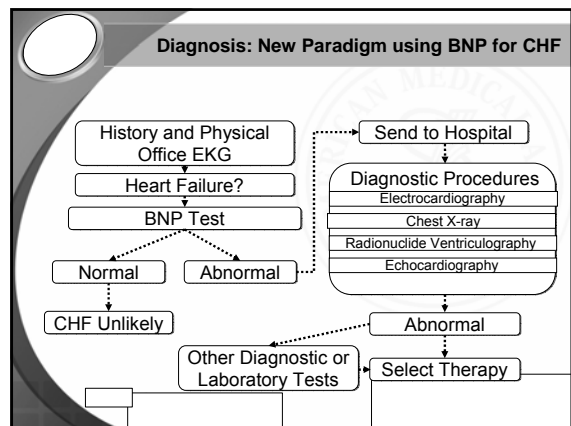 Diagnosis: New Paradigm using BNP for CHF
History and Physical
Office EKG
Heart Failure?
BNP Test
Normal
Abnormal
CHF Unlikely
Send to Hospital
Diagnostic Procedures
Electrocardiography
Chest X-ray
Radionuclide Ventriculography
Echocardiography
Abnormal
Other Diagnostic or
Laboratory Tests
Select Therapy